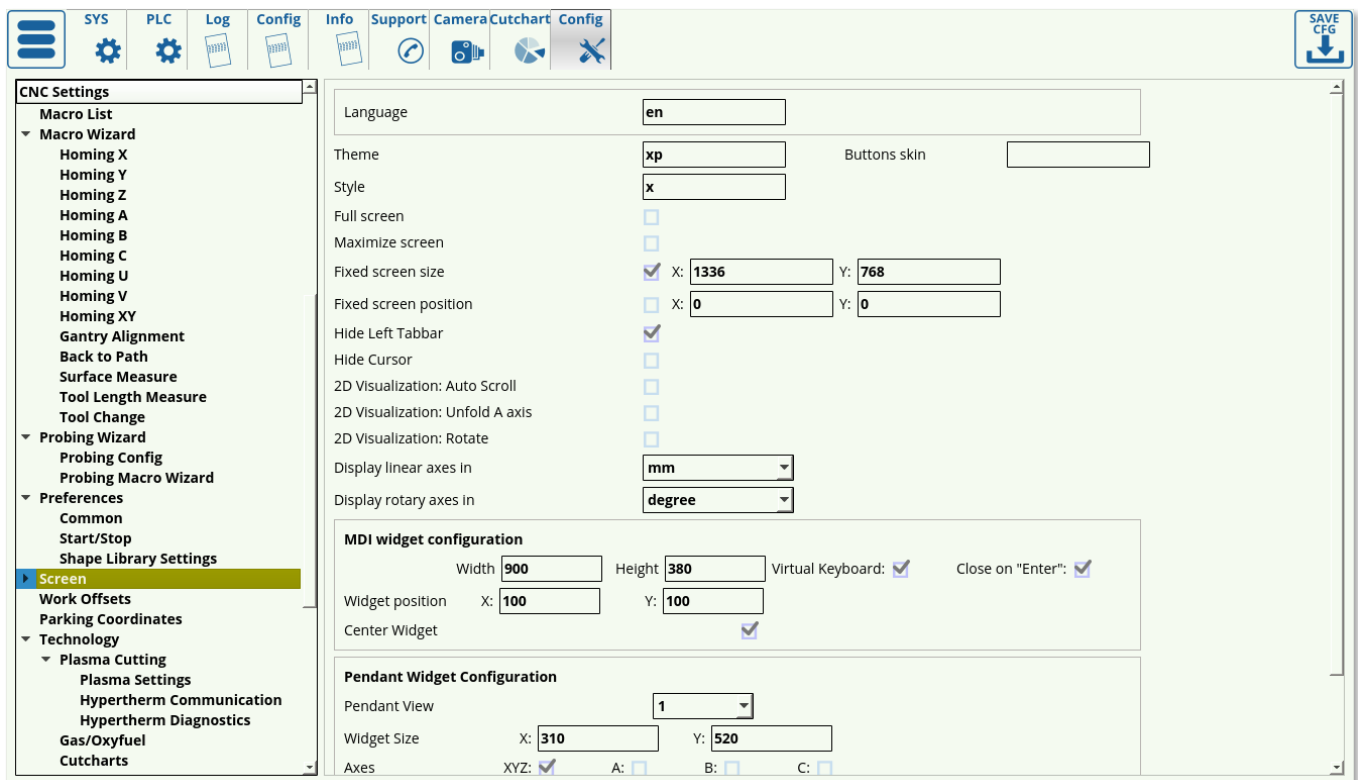 SYS PLC Log Config Info Support Camera Cutchart Config SAVE
CFG
CNC Settings
Macro List
Macro Wizard
Homing X
Homing Y
Homing Z
Homing A
Homing B
Homing C
Homing U
Homing V
Homing XY
Gantry Alignment
Back to Path
Surface Measure
Tool Length Measure
Tool Change
Probing Wizard
Probing Config
Probing Macro Wizard
Preferences
Common
Start/Stop
Shape Library Settings
Screen
Work Offsets
Parking Coordinates
Technology
Plasma Cutting
Plasma Settings
Hypertherm Communication
Hypertherm Diagnostics
Gas/Oxyfuel
Cutcharts
Language en
Theme xp Buttons skin
Style x
Full screen
Maximize screen
Fixed screen size X: 1336 Y: 768
Fixed screen position X: 0 Y: 0
Hide Left Tabbar
Hide Cursor
2D Visualization: Auto Scroll
2D Visualization: Unfold A axis
2D Visualization: Rotate
Display linear axes in mm
Display rotary axes in degree
MDI widget configuration
Width 900 Height 380 Virtual Keyboard: Close on "Enter":
Widget position X: 100 Y: 100
Center Widget
Pendant Widget Configuration
Pendant View 1
Widget Size X: 310 Y: 520
Axes XYZ: A: B: C: